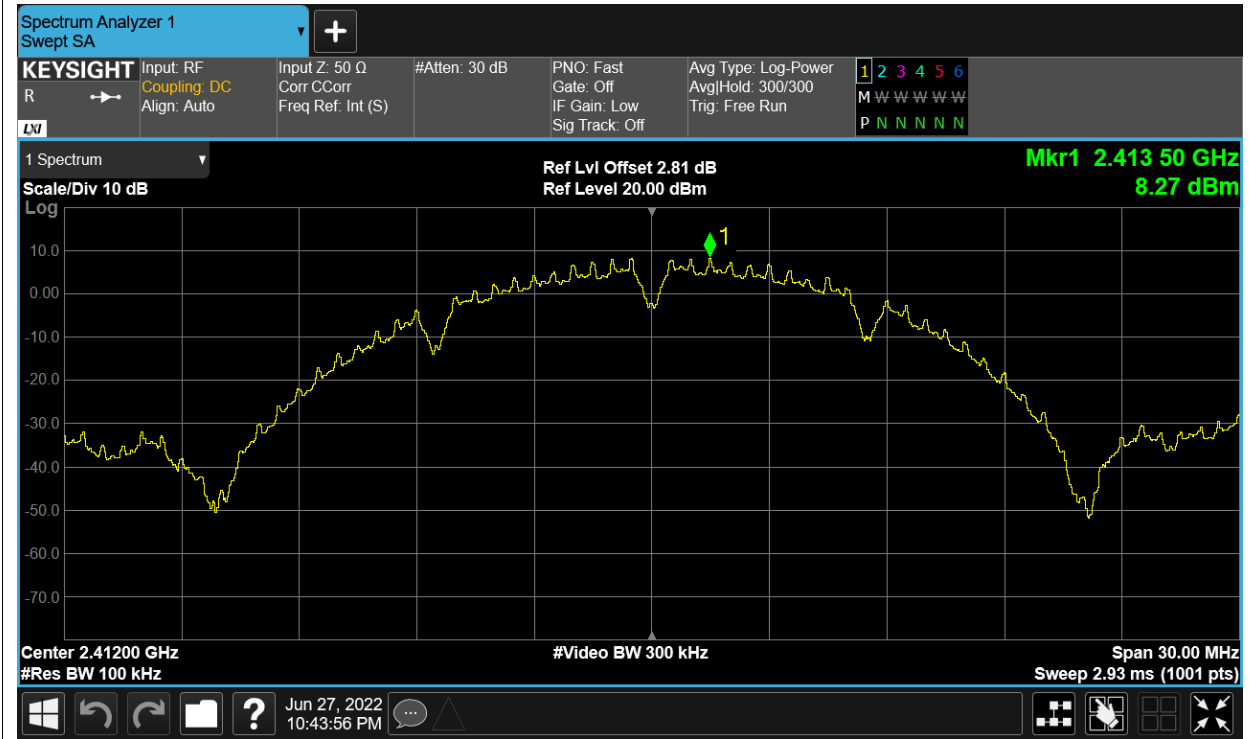 Spectrum Analyzer 1
Swept SA
+
KEYSIGHT
R
LXI
Input: RF
Coupling: DC
Align: Auto
Input Z: 50 Ω
Corr CCorr
Freq Ref: Int (S)
#Atten: 30 dB
PNO: Fast
Gate: Off
IF Gain: Low
Sig Track: Off
Avg Type: Log-Power
Avg|Hold: 300/300
Trig: Free Run
1 2 3 4 5 6
M W W W W W
P N N N N N
1 Spectrum
Scale/Div 10 dB
Ref Lvl Offset 2.81 dB
Ref Level 20.00 dBm
Mkr1 2.413 50 GHz
8.27 dBm
Log
1
10.0
0.00
-10.0
-20.0
-30.0
-40.0
-50.0
-60.0
-70.0
Center 2.41200 GHz
#Res BW 100 kHz
#Video BW 300 kHz
Span 30.00 MHz
Sweep 2.93 ms (1001 pts)
?
Jun 27, 2022
10:43:56 PM